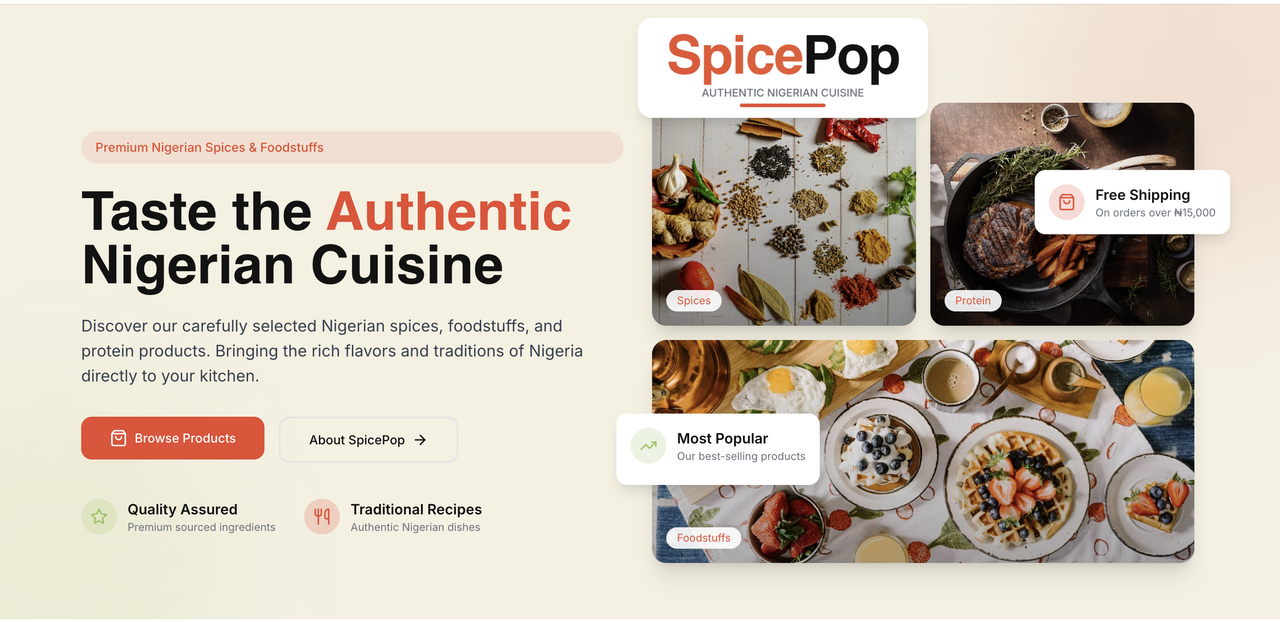 SpicePop
AUTHENTIC NIGERIAN CUISINE
Premium Nigerian Spices & Foodstuffs
Taste the Authentic
Nigerian Cuisine
Discover our carefully selected Nigerian spices, foodstuffs, and
protein products. Bringing the rich flavors and traditions of Nigeria
directly to your kitchen.
Browse Products
About SpicePop
Quality Assured
Premium sourced ingredients
Traditional Recipes
Authentic Nigerian dishes
Free Shipping
On orders over ₦15,000
Spices
Protein
Most Popular
Our best-selling products
Foodstuffs